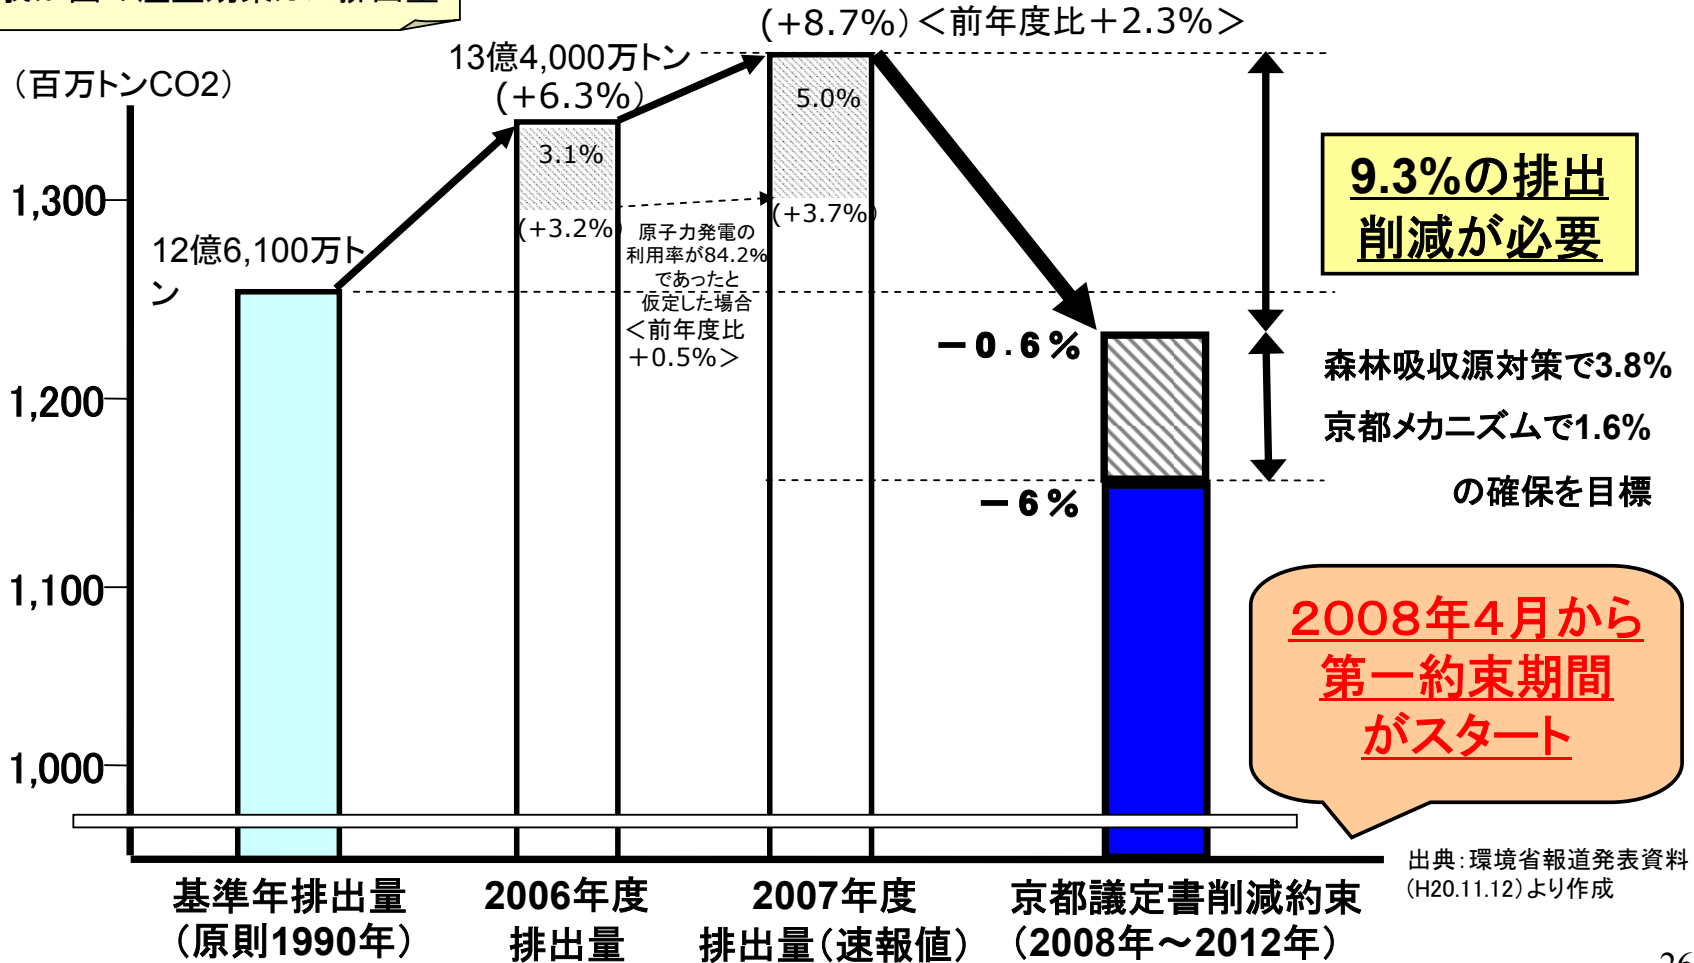 (+8.7%)＜前年度比＋2.3%＞
13億4,000万トン
(+6.3%)
（百万トンCO2）
5.0%
3.1%
9.3%の排出
削減が必要
1,300
(+3.7%)
(+3.2%)
原子力発電の
利用率が84.2%
であったと
仮定した場合
＜前年度比
＋0.5%＞
12億6,100万ト
ン
－0.6％
森林吸収源対策で3.8%
1,200
京都メカニズムで1.6%
の確保を目標
－6％
1,100
2008年4月から
第一約束期間
がスタート
1,000
出典：環境省報道発表資料
(H20.11.12)より作成
基準年排出量
（原則1990年）
2006年度
排出量
2007年度
排出量（速報値）
京都議定書削減約束
（2008年～2012年）